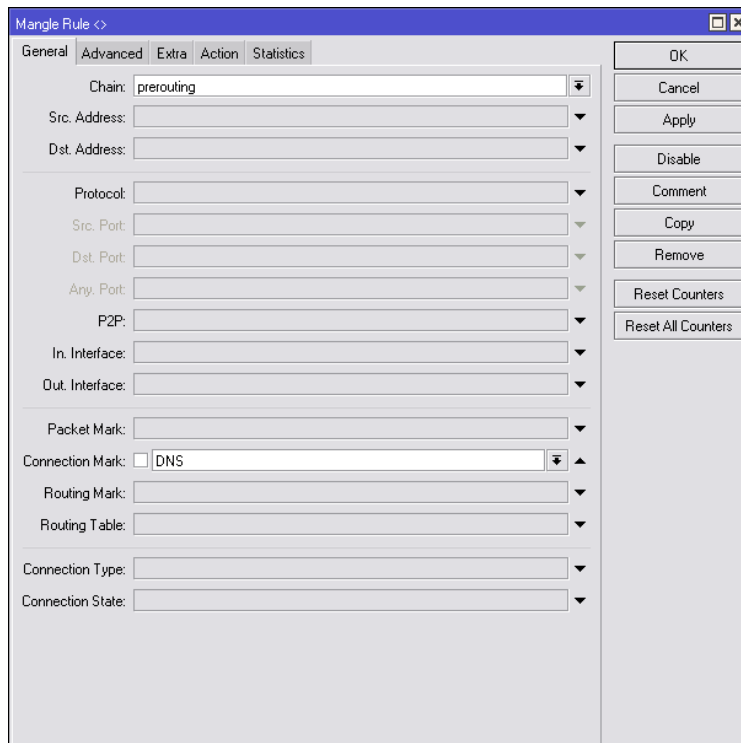 Mangle Rule <>
General Advanced Extra Action Statistics
Chain: prerouting
Src. Address:
Dst. Address:
Protocol:
Src. Port:
Dst. Port:
Any. Port:
P2P:
In. Interface:
Out. Interface:
Packet Mark:
Connection Mark: DNS
Routing Mark:
Routing Table:
Connection Type:
Connection State:
OK
Cancel
Apply
Disable
Comment
Copy
Remove
Reset Counters
Reset All Counters